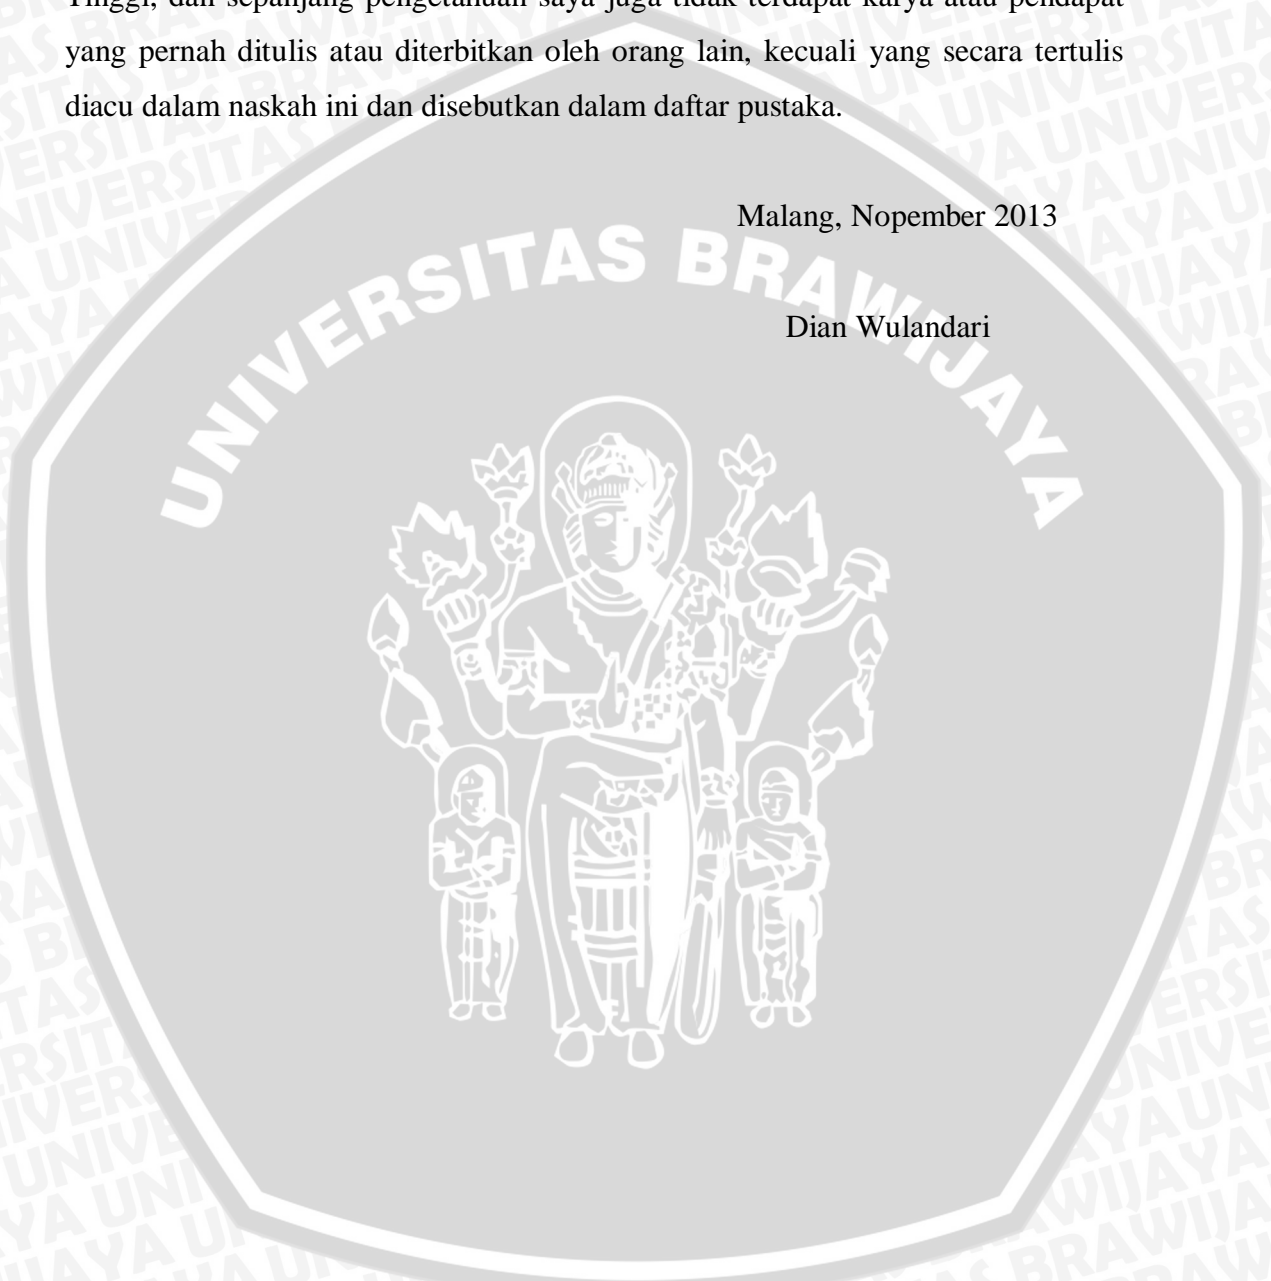 Tinggi, dan sepanjang pengetahuan saya juga tidak terdapat karya atau pendapat
yang pernah ditulis atau diterbitkan oleh orang lain, kecuali yang secara tertulis
diacu dalam naskah ini dan disebutkan dalam daftar pustaka.
Malang, Nopember 2013
UNIVERSITAS BRAWIJAYA
Dian Wulandari